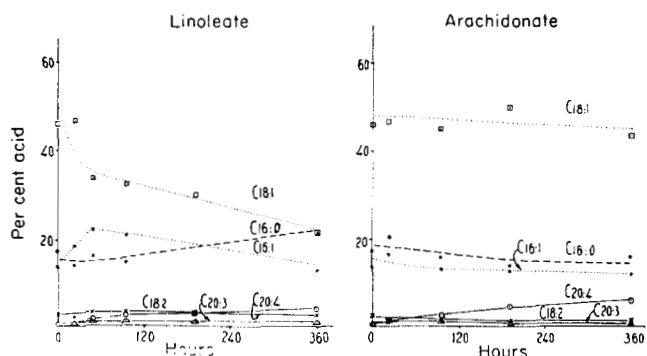 Linoleate
Arachidonate
Per cent acid
60
40
20
0
120
240
360
Hours
C18:1
C16:0
C16:1
C18:2
C20:3
C20:4
60
40
20
0
120
240
360
Hours
C18:1
C16:1
C16:0
C20:4
C18:2
C20:3